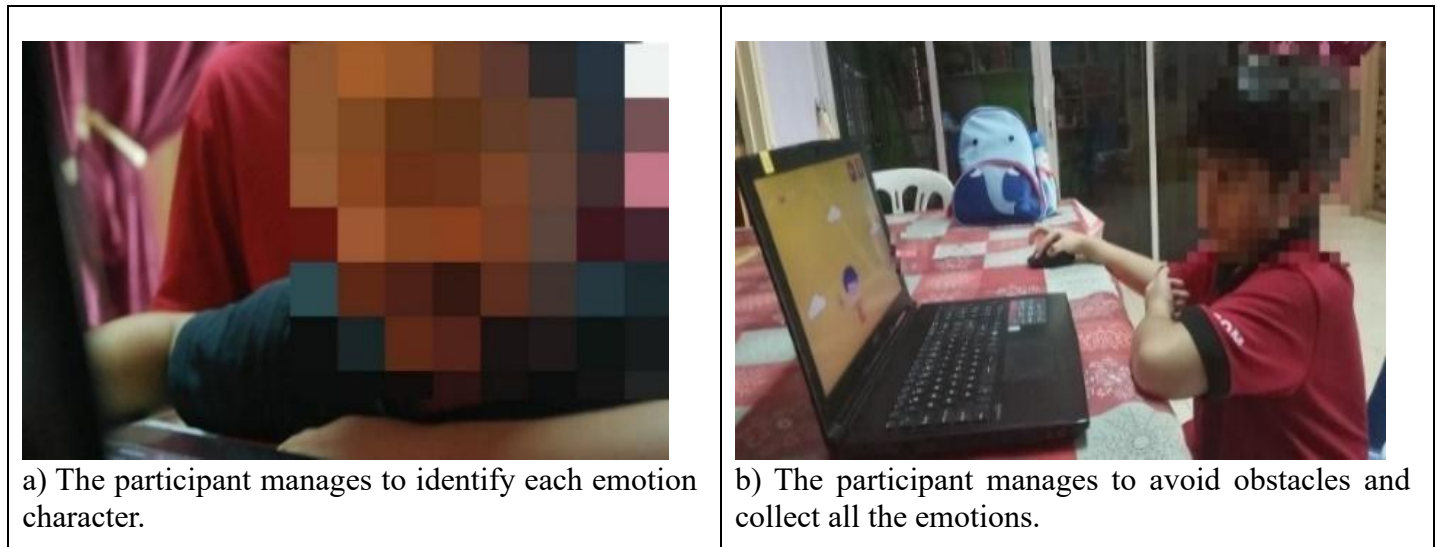 a) The participant manages to identify each emotion
character.
b) The participant manages to avoid obstacles and
collect all the emotions.